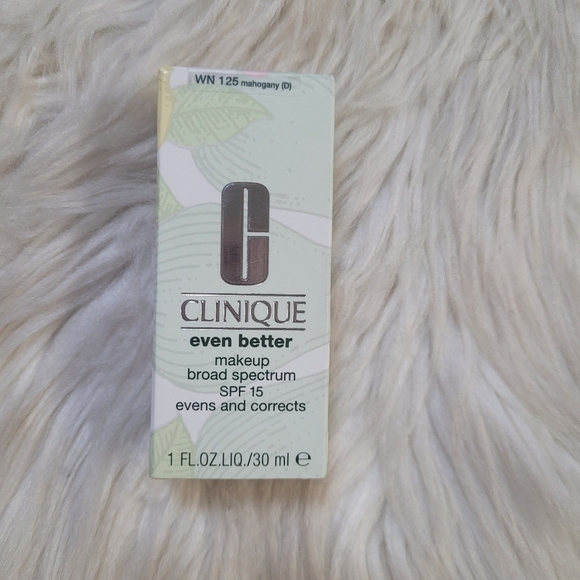 WN 125 mahogany (D)
C
CLINIQUE
even better
makeup
broad spectrum
SPF 15
evens and corrects
1 FL.OZ.LIQ./30 ml ℮